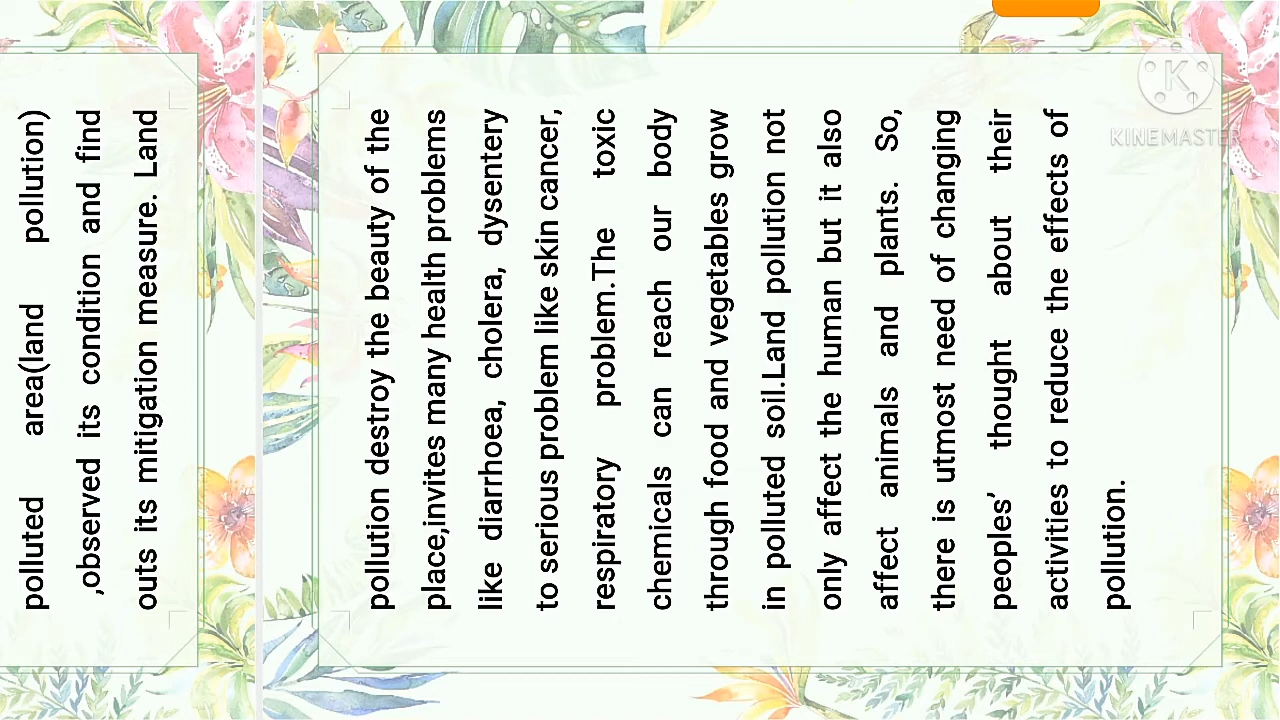 polluted area(land pollution)
,observed its condition and find
outs its mitigation measure. Land
pollution destroy the beauty of the
place,invites many health problems
like diarrhoea, cholera, dysentery
to serious problem like skin cancer,
respiratory problem.The toxic
chemicals can reach our body
through food and vegetables grow
in polluted soil.Land pollution not
only affect the human but it also
affect animals and plants. So,
there is utmost need of changing
peoples’ thought about their
activities to reduce the effects of
pollution.
K
KINEMASTER